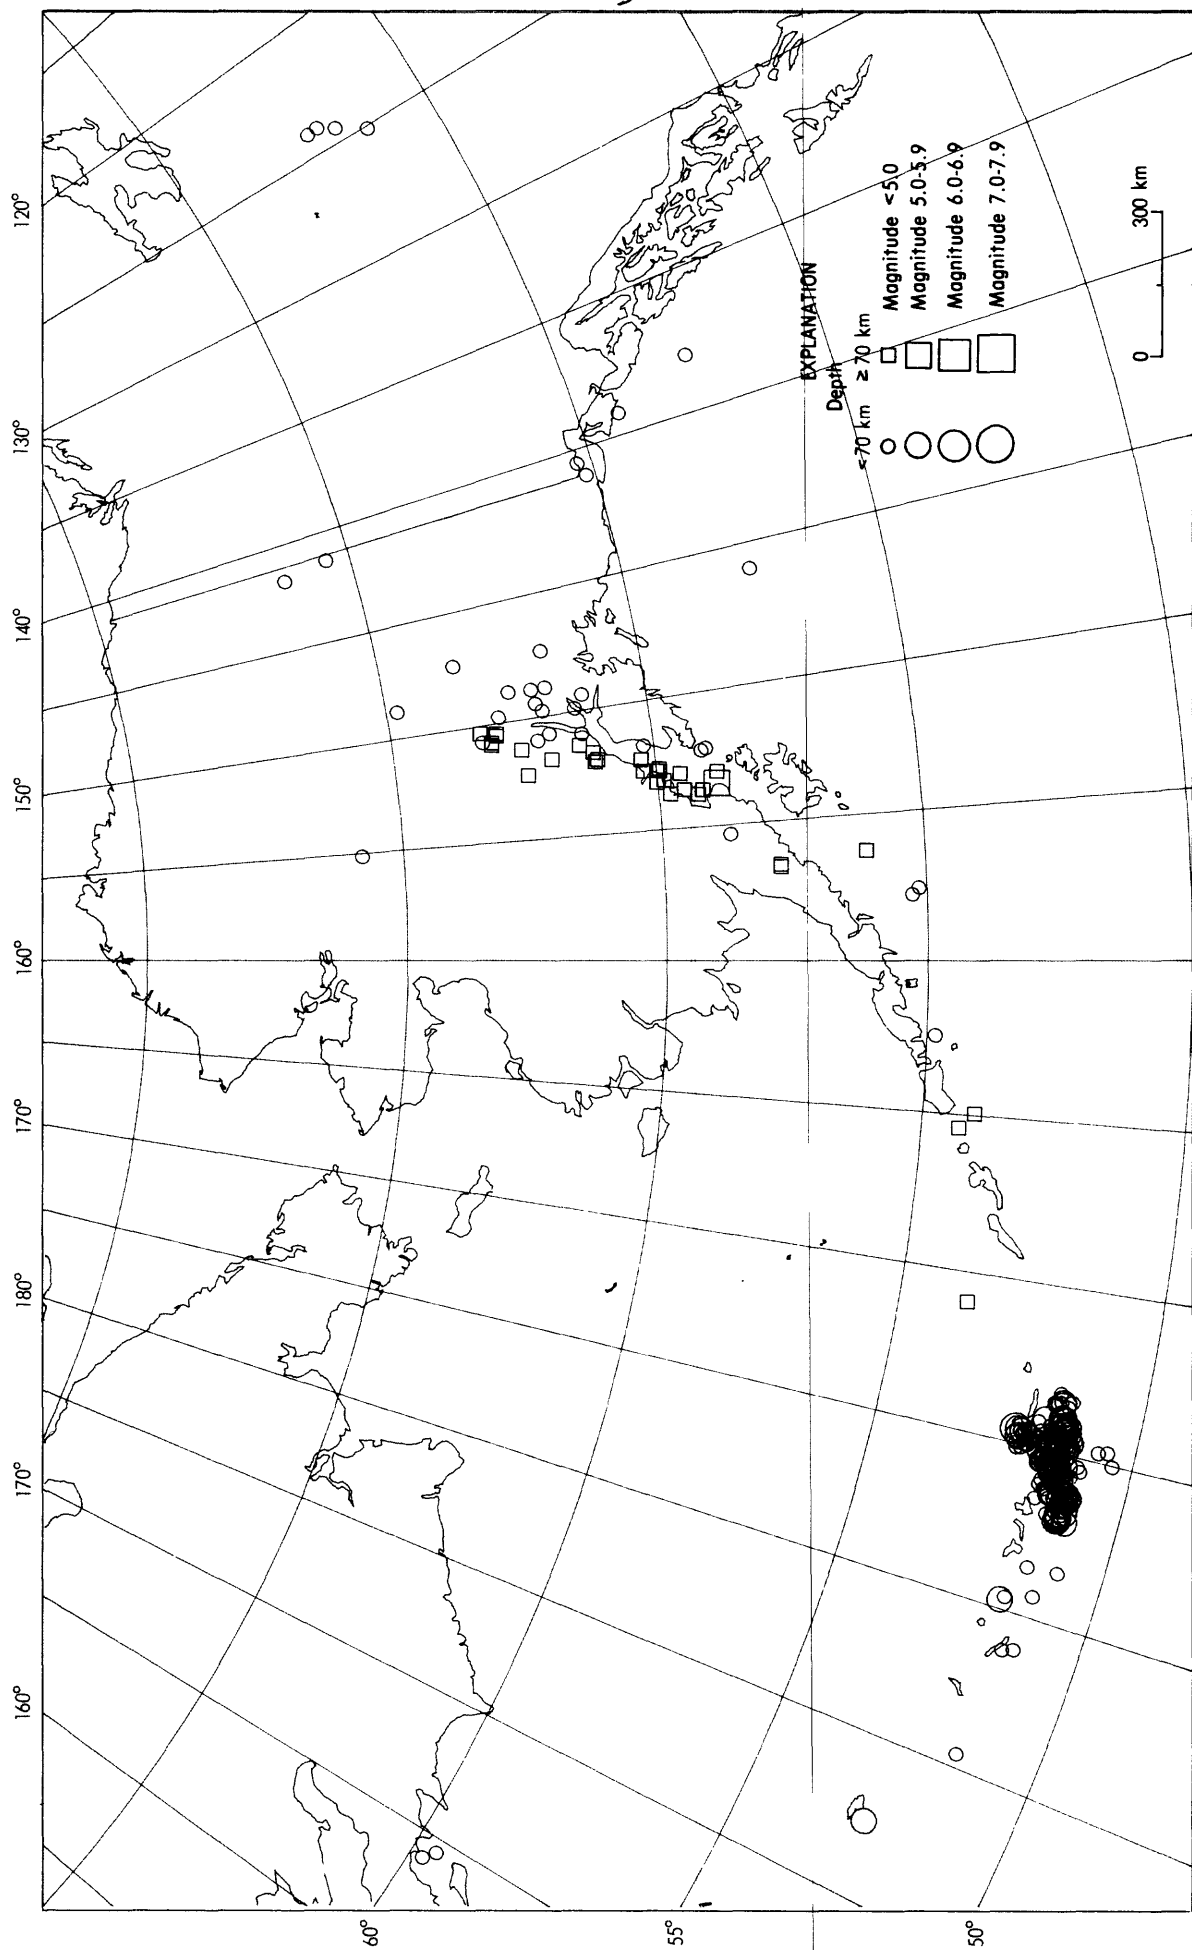 120°
130°
140°
150°
160°
170°
180°
170°
160°
60°
55°
50°
EXPLANATION
Depth
<70 km ≥70 km
Magnitude <5.0
Magnitude 5.0-5.9
Magnitude 6.0-6.9
Magnitude 7.0-7.9
0 300 km